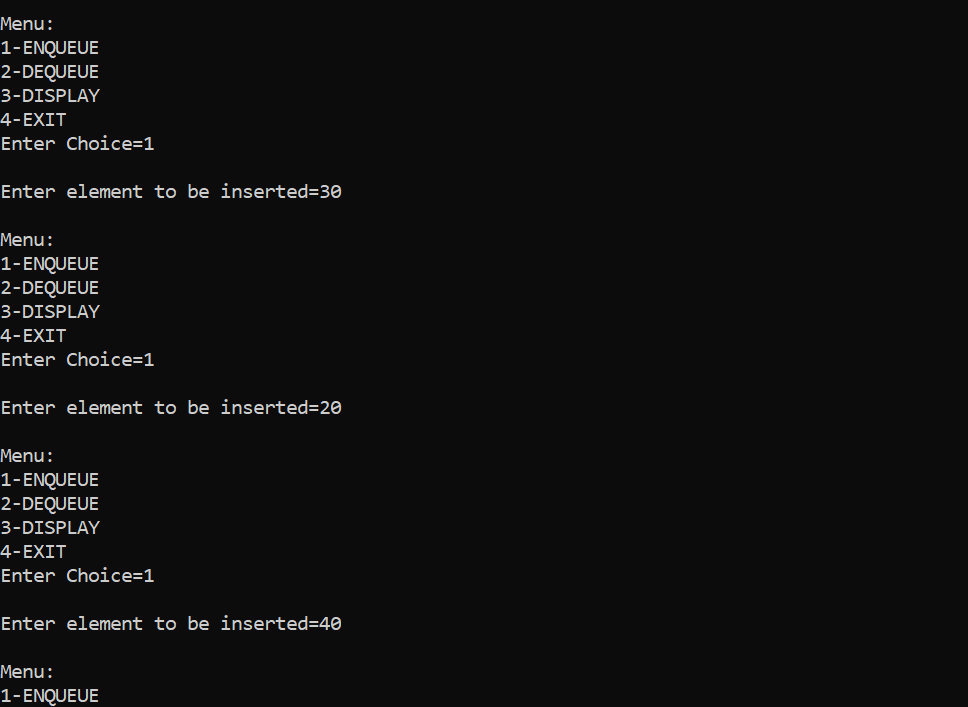 Menu:
1-ENQUEUE
2-DEQUEUE
3-DISPLAY
4-EXIT
Enter Choice=1
Enter element to be inserted=30
Menu:
1-ENQUEUE
2-DEQUEUE
3-DISPLAY
4-EXIT
Enter Choice=1
Enter element to be inserted=20
Menu:
1-ENQUEUE
2-DEQUEUE
3-DISPLAY
4-EXIT
Enter Choice=1
Enter element to be inserted=40
Menu:
1-ENQUEUE